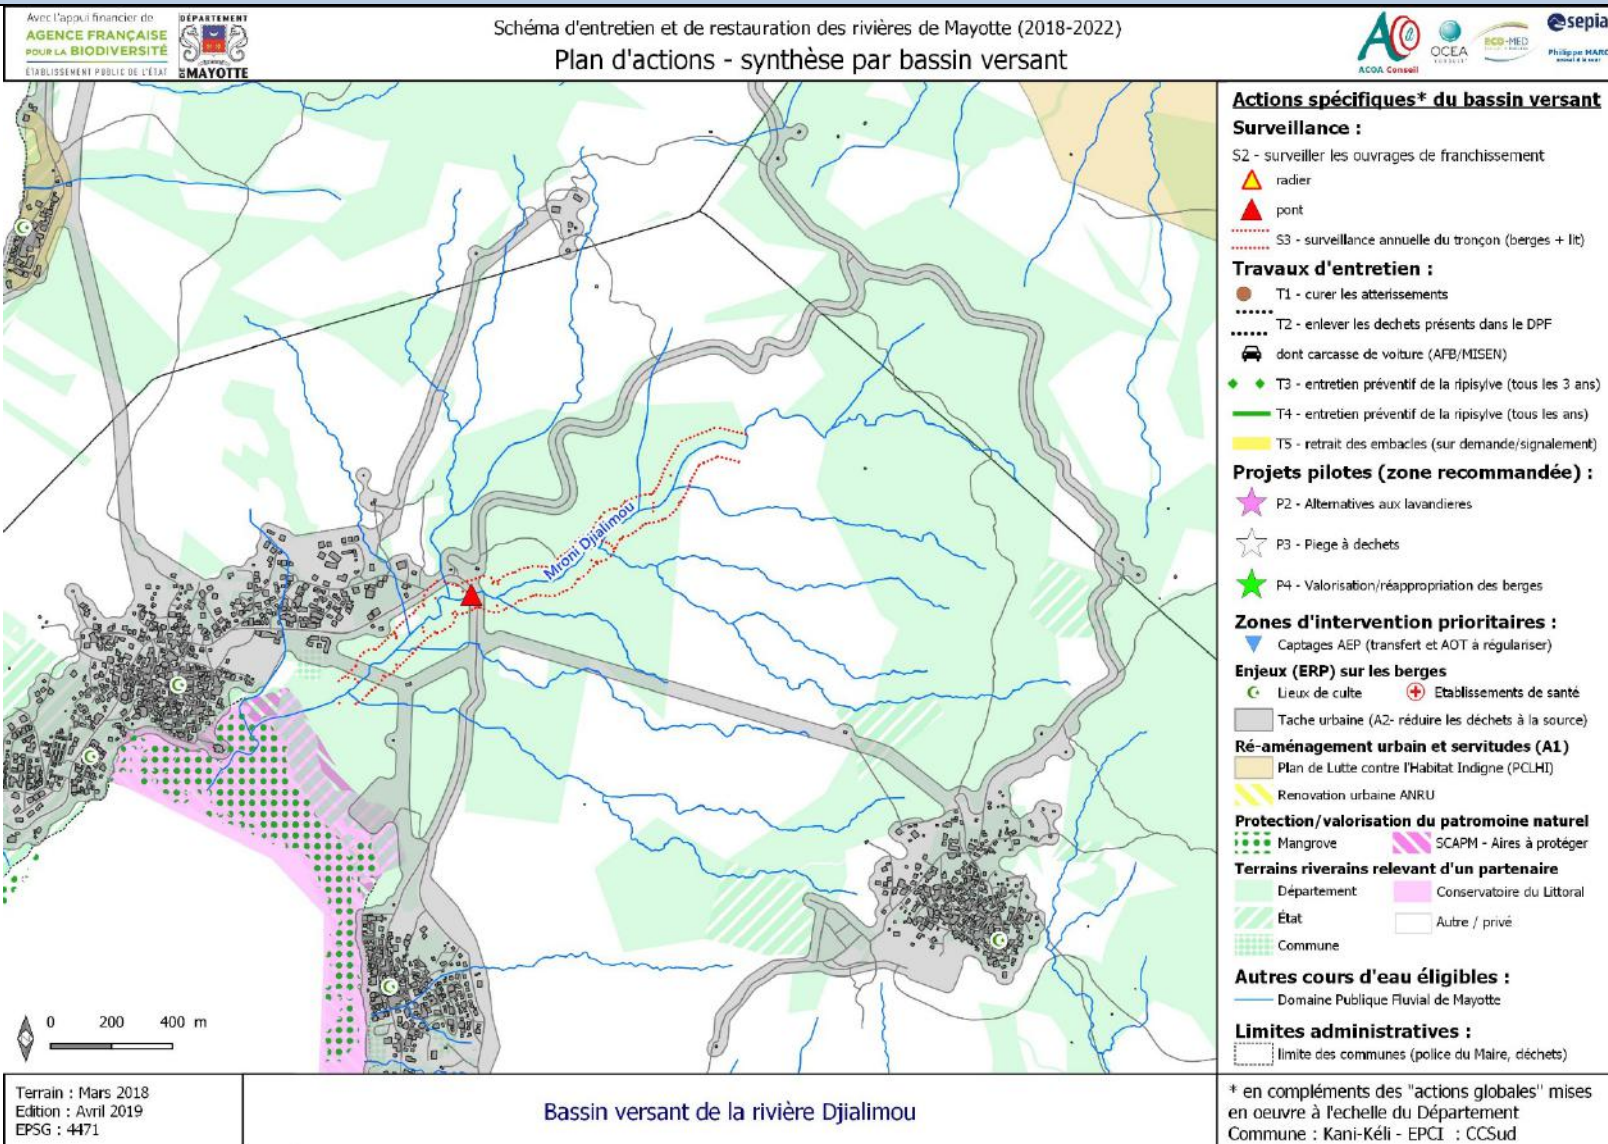 Avec l'appui financier de
AGENCE FRANÇAISE
POUR LA BIODIVERSITÉ
ÉTABLISSEMENT PUBLIC DE L'ÉTAT
DÉPARTEMENT
DE MAYOTTE
Schéma d'entretien et de restauration des rivières de Mayotte (2018-2022)
Plan d'actions - synthèse par bassin versant
ACOA Conseil
OCEA
ECO-MED
sepia
Philippe MARC
Mroni Djialimou
0 200 400 m
Actions spécifiques* du bassin versant
Surveillance :
S2 - surveiller les ouvrages de franchissement
radier
pont
S3 - surveillance annuelle du tronçon (berges + lit)
Travaux d'entretien :
T1 - curer les atterissements
T2 - enlever les dechets présents dans le DPF
dont carcasse de voiture (AFB/MISEN)
T3 - entretien préventif de la ripisylve (tous les 3 ans)
T4 - entretien préventif de la ripisylve (tous les ans)
T5 - retrait des embacles (sur demande/signalement)
Projets pilotes (zone recommandée) :
P2 - Alternatives aux lavandieres
P3 - Piege à dechets
P4 - Valorisation/réappropriation des berges
Zones d'intervention prioritaires :
Captages AEP (transfert et AOT à régulariser)
Enjeux (ERP) sur les berges
Lieux de culte Etablissements de santé
Tache urbaine (A2- réduire les déchets à la source)
Ré-aménagement urbain et servitudes (A1)
Plan de Lutte contre l'Habitat Indigne (PCLHI)
Renovation urbaine ANRU
Protection/valorisation du patromoine naturel
Mangrove SCAPM - Aires à protéger
Terrains riverains relevant d'un partenaire
Département Conservatoire du Littoral
État Autre / privé
Commune
Autres cours d'eau éligibles :
Domaine Publique Fluvial de Mayotte
Limites administratives :
limite des communes (police du Maire, déchets)
Terrain : Mars 2018
Edition : Avril 2019
EPSG : 4471
Bassin versant de la rivière Djialimou
* en compléments des "actions globales" mises
en oeuvre à l'echelle du Département
Commune : Kani-Kéli - EPCI : CCSud